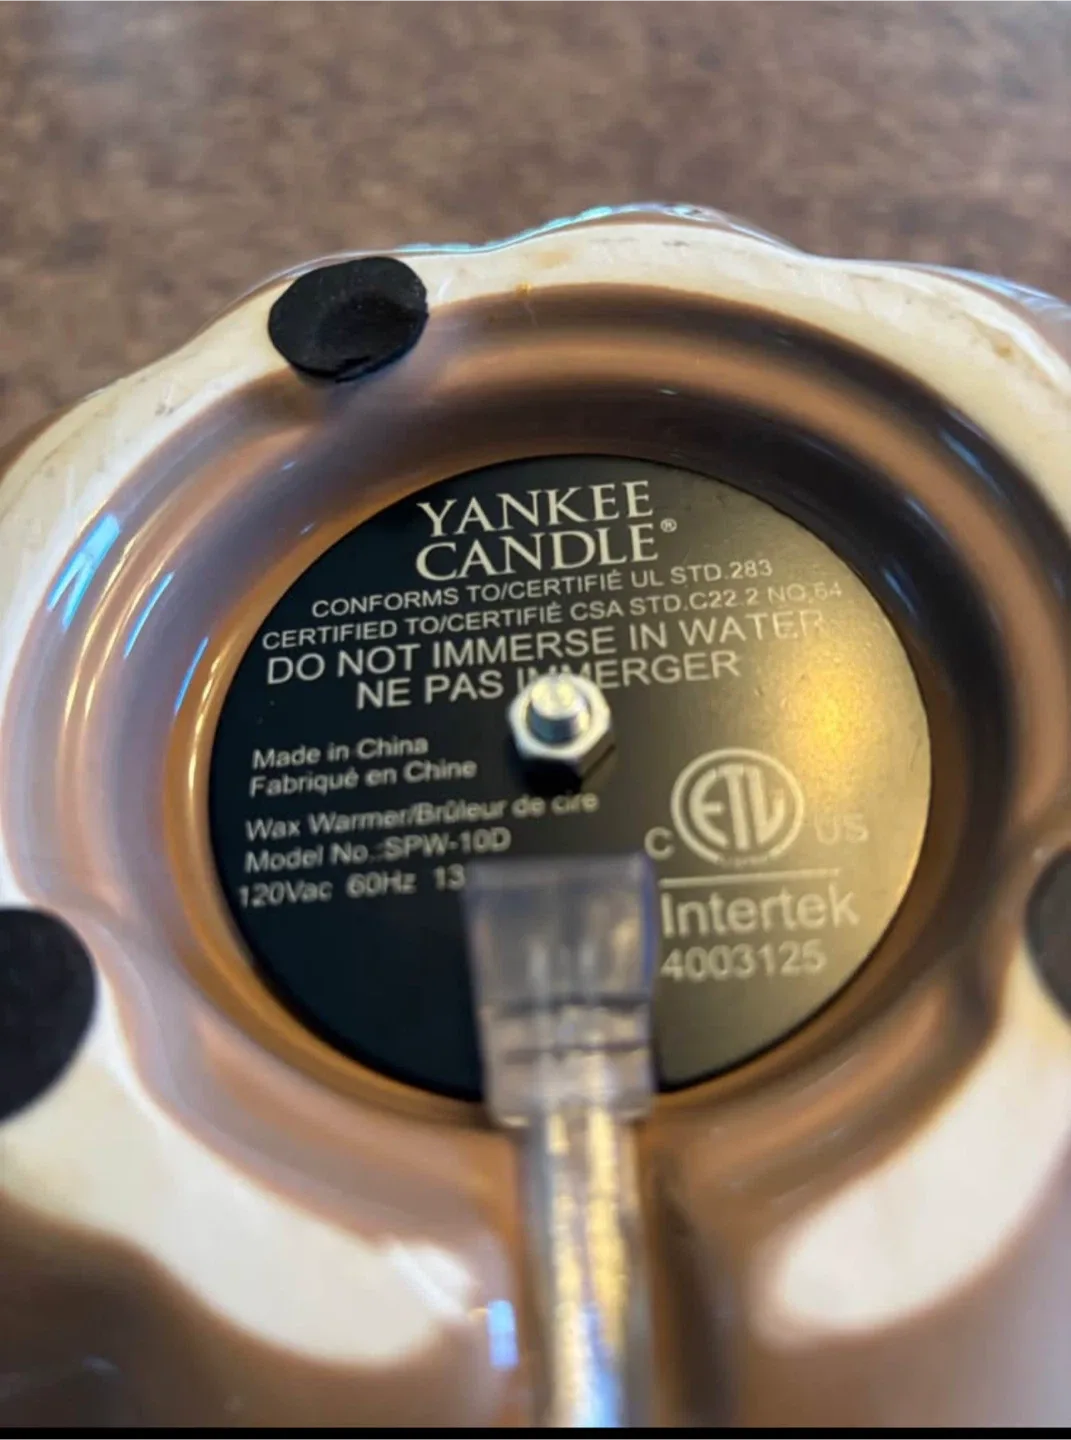 YANKEE
CANDLE®
CONFORMS TO/CERTIFIÉ UL STD.283
CERTIFIED TO/CERTIFIÉ CSA STD.C22.2 NO.64
DO NOT IMMERSE IN WATER
NE PAS IMMERGER
Made in China
Fabriqué en Chine
Wax Warmer/Brûleur de cire
Model No.:SPW-10D
120Vac 60Hz 13
C ETL US
Intertek
4003125